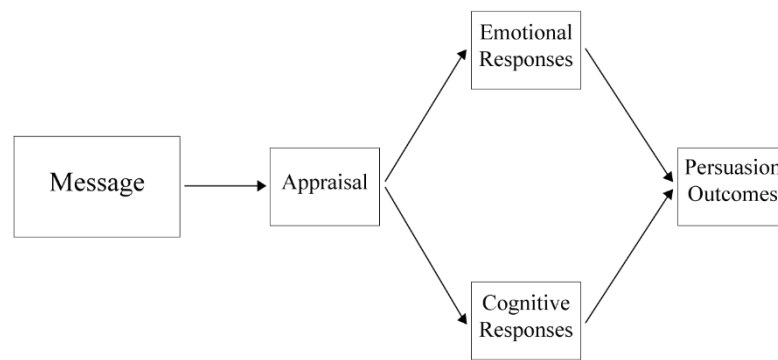 Message
Appraisal
Emotional
Responses
Cognitive
Responses
Persuasion
Outcomes